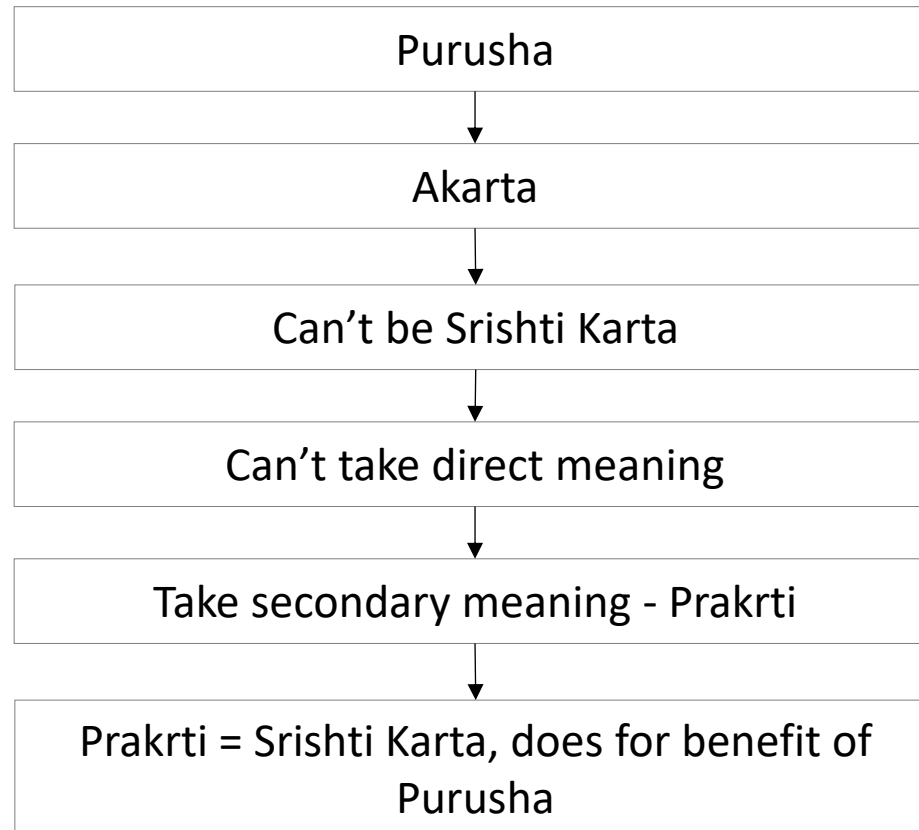 Purusha
Akarta
Can’t be Srishti Karta
Can’t take direct meaning
Take secondary meaning - Prakrti
Prakrti = Srishti Karta, does for benefit of
Purusha